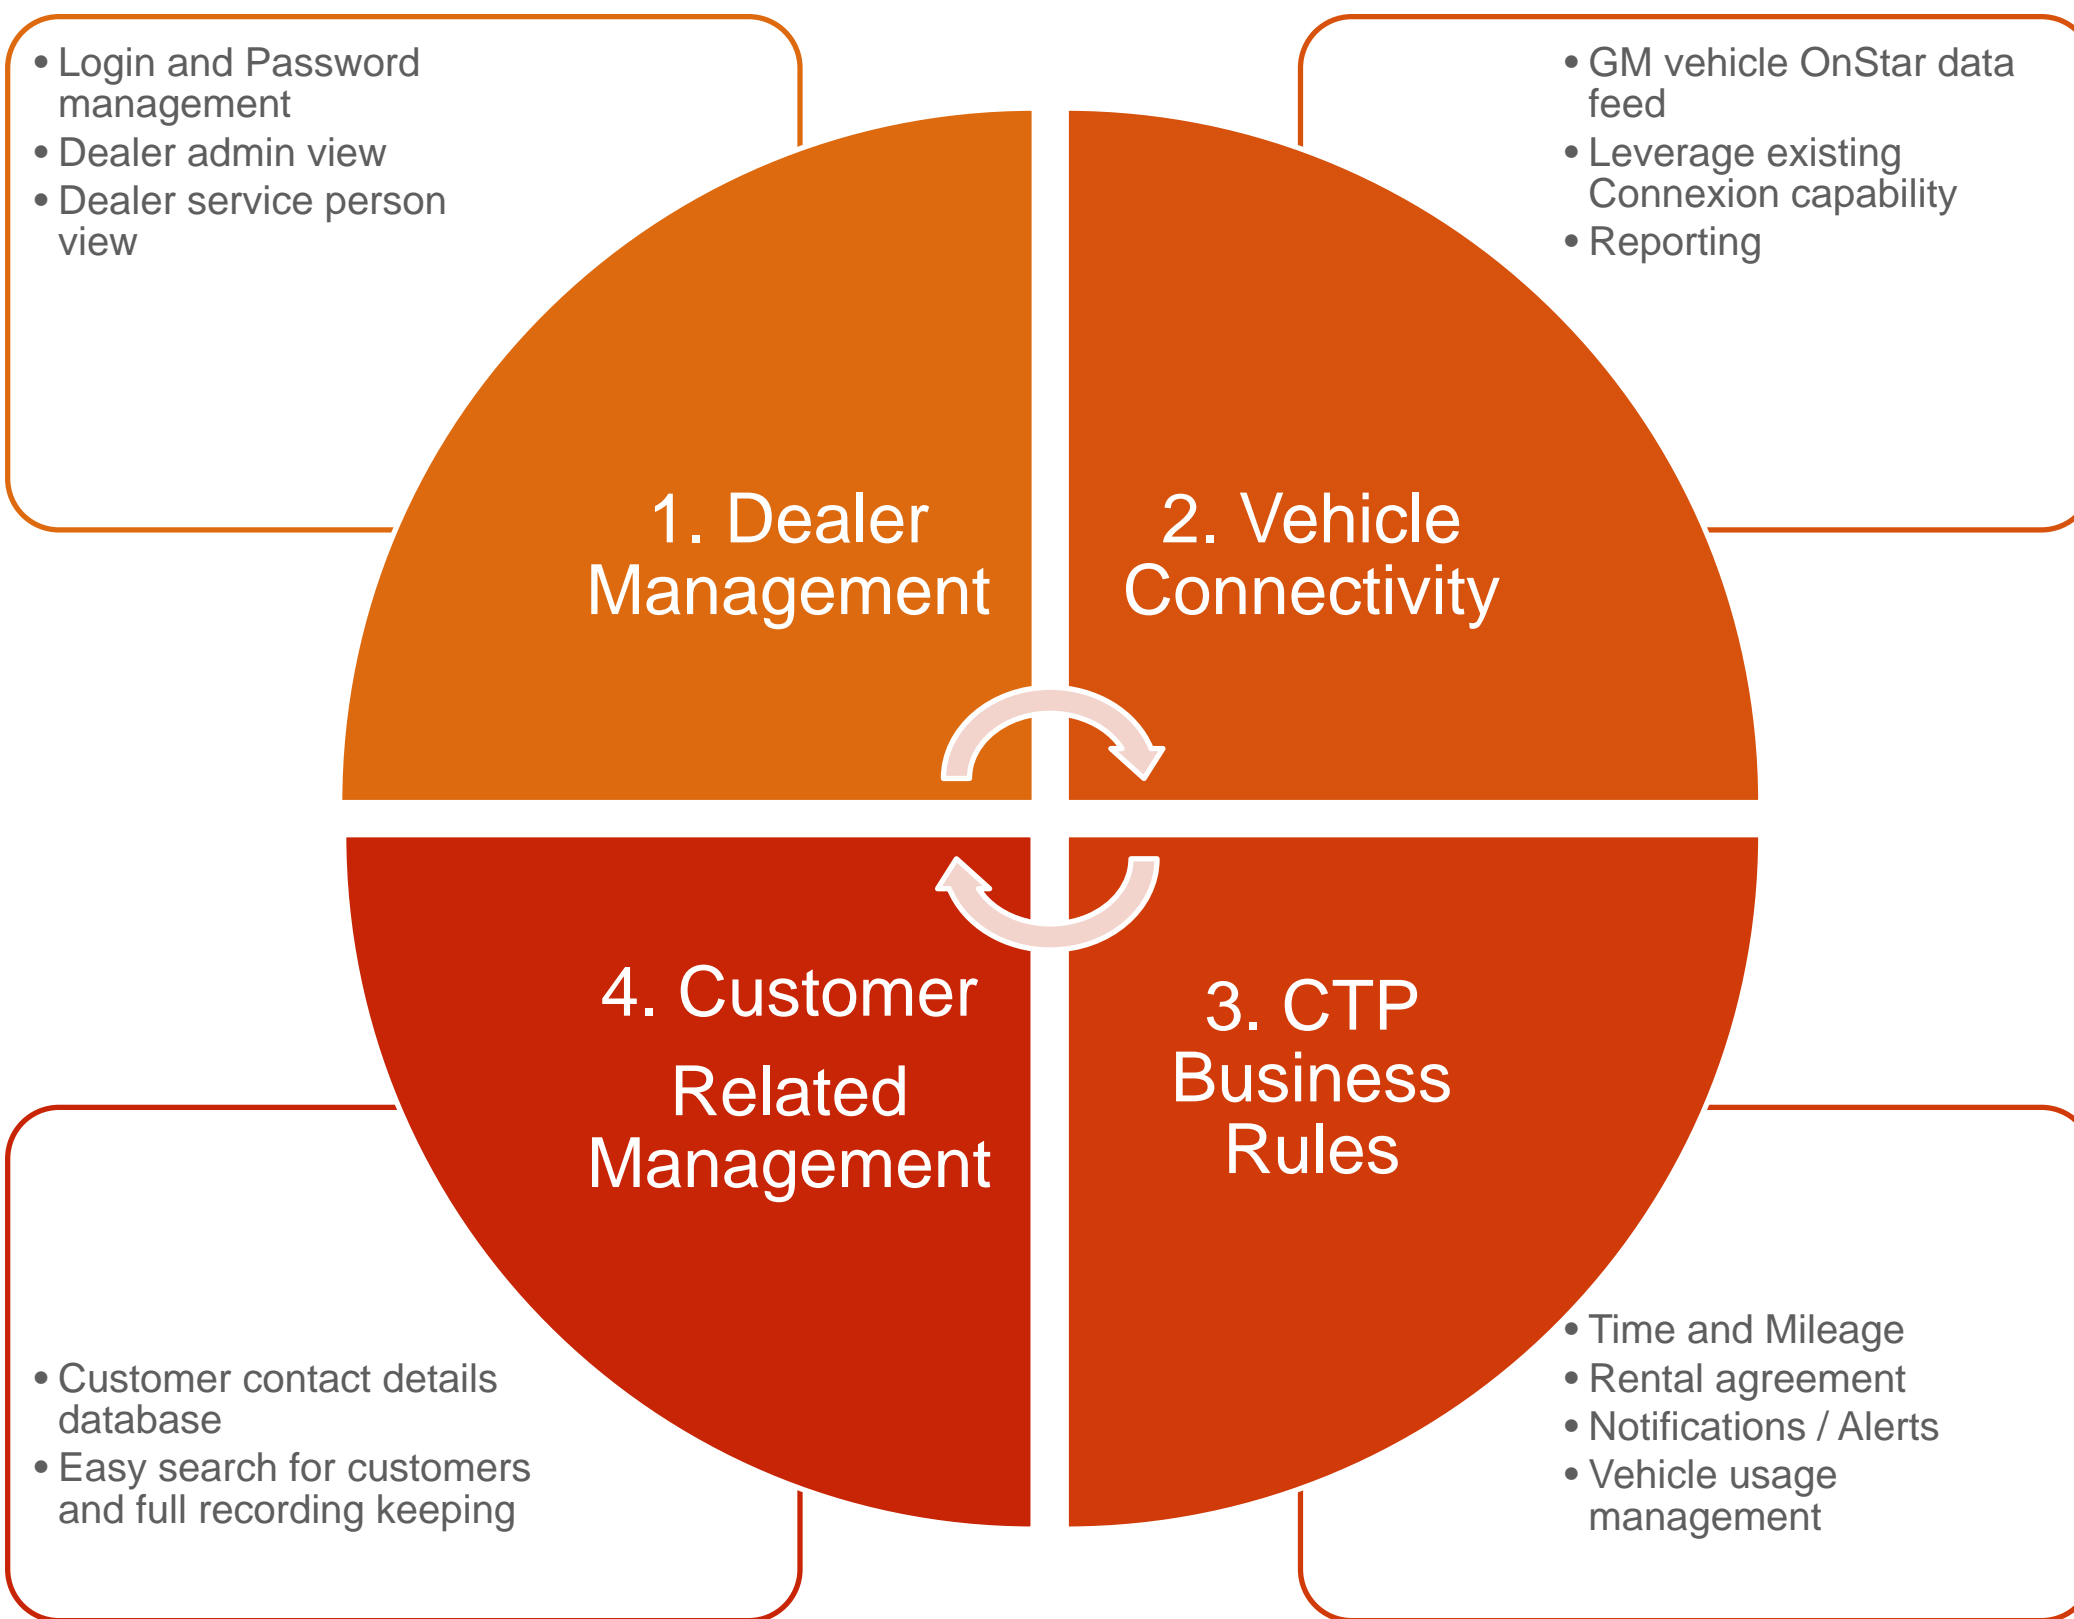 • Login and Password
management
• Dealer admin view
• Dealer service person
view
• GM vehicle OnStar data
feed
• Leverage existing
Connexion capability
• Reporting
1. Dealer
Management
2. Vehicle
Connectivity
4. Customer
Related
Management
3. CTP
Business
Rules
• Customer contact details
database
• Easy search for customers
and full recording keeping
• Time and Mileage
• Rental agreement
• Notifications / Alerts
• Vehicle usage
management